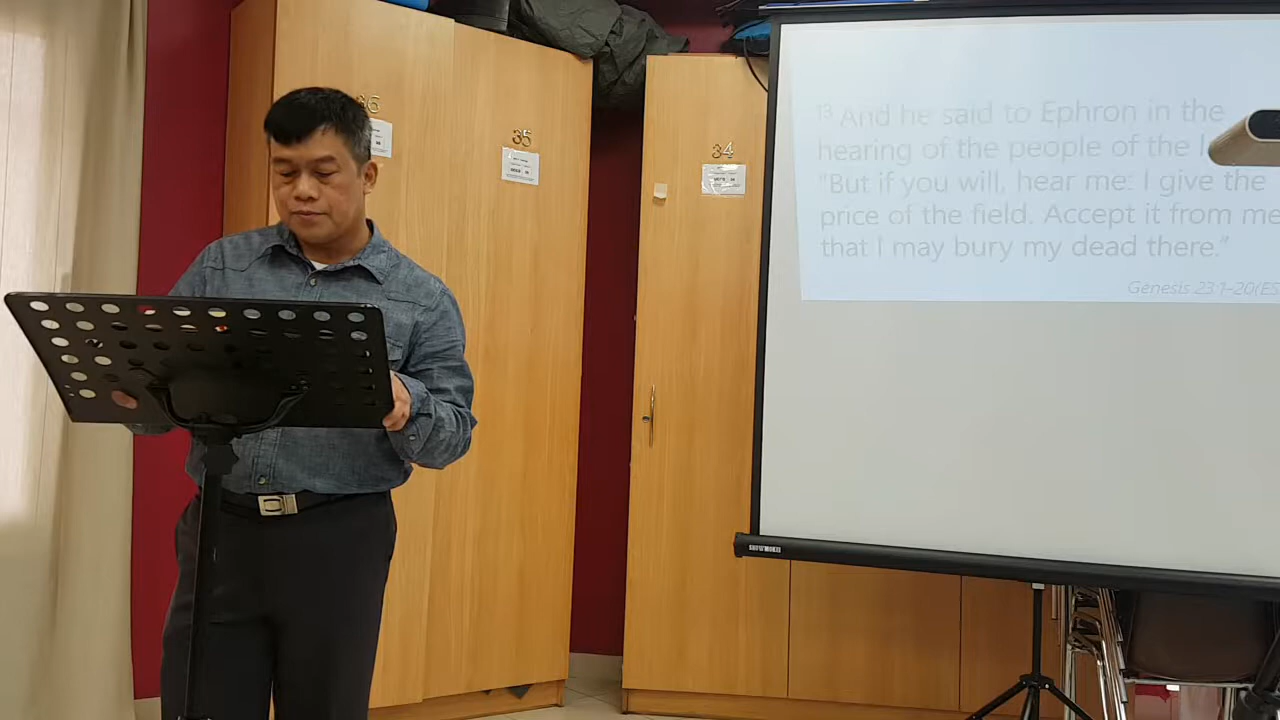 36
35
34
13 And he said to Ephron in the
hearing of the people of the
"But if you will, hear me: I give the
price of the field. Accept it from me
that I may bury my dead there."
Genesis 23:1-20(ES